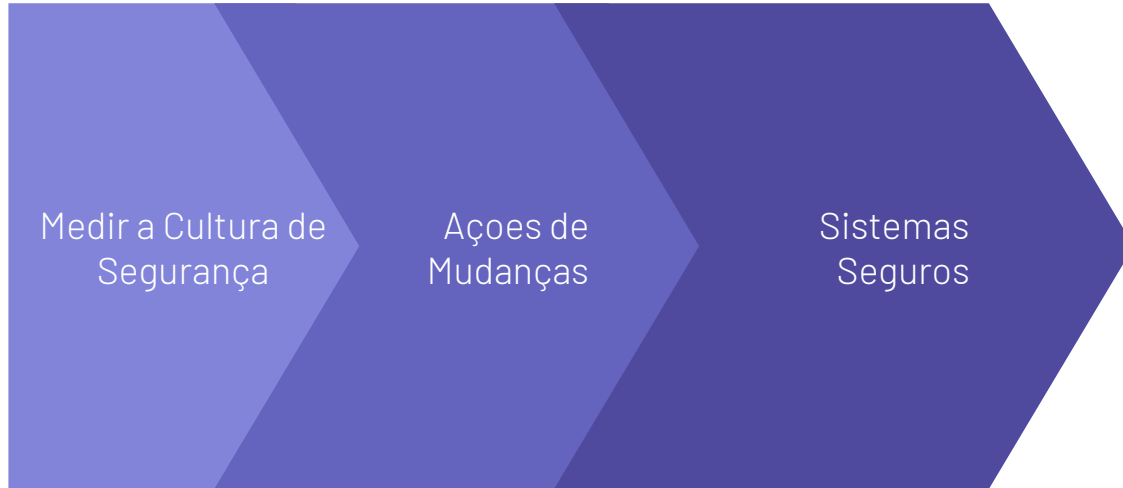 Medir a Cultura de
Segurança
Açoes de
Mudanças
Sistemas
Seguros